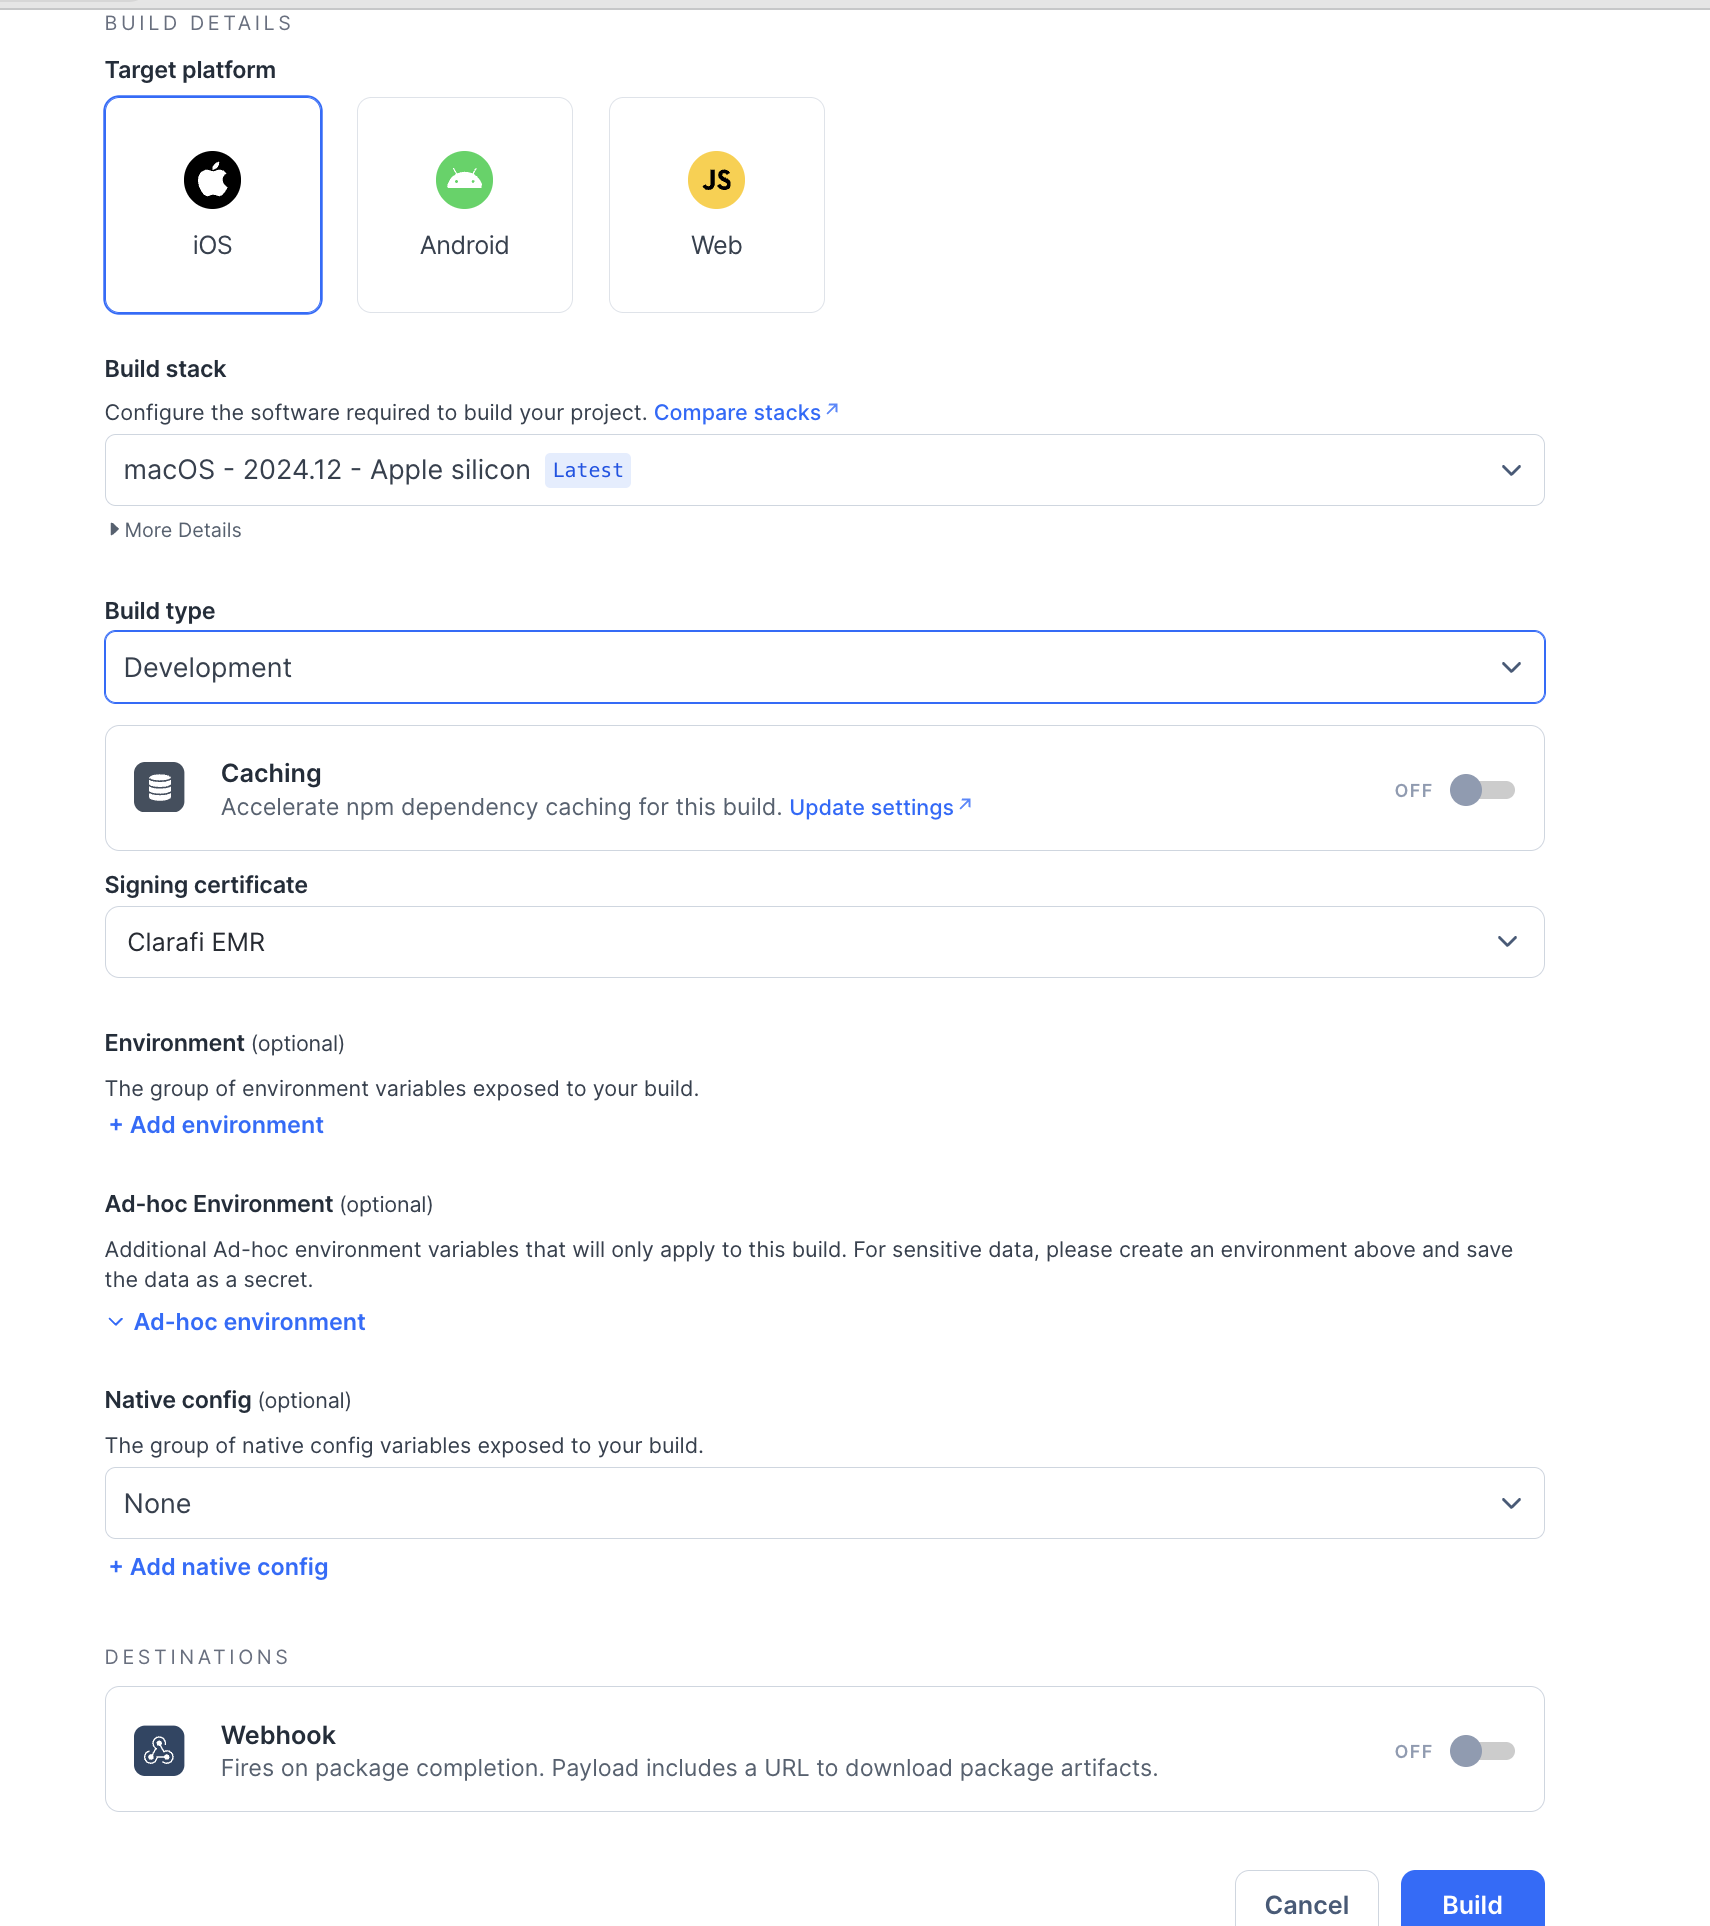 BUILD DETAILS
Target platform
iOS
Android
JS
Web
Build stack
Configure the software required to build your project. Compare stacks
macOS - 2024.12 - Apple silicon Latest
More Details
Build type
Development
Caching
Accelerate npm dependency caching for this build. Update settings
OFF
Signing certificate
Clarafi EMR
Environment (optional)
The group of environment variables exposed to your build.
+ Add environment
Ad-hoc Environment (optional)
Additional Ad-hoc environment variables that will only apply to this build. For sensitive data, please create an environment above and save
the data as a secret.
Ad-hoc environment
Native config (optional)
The group of native config variables exposed to your build.
None
+ Add native config
DESTINATIONS
Webhook
Fires on package completion. Payload includes a URL to download package artifacts.
OFF
Cancel
Build